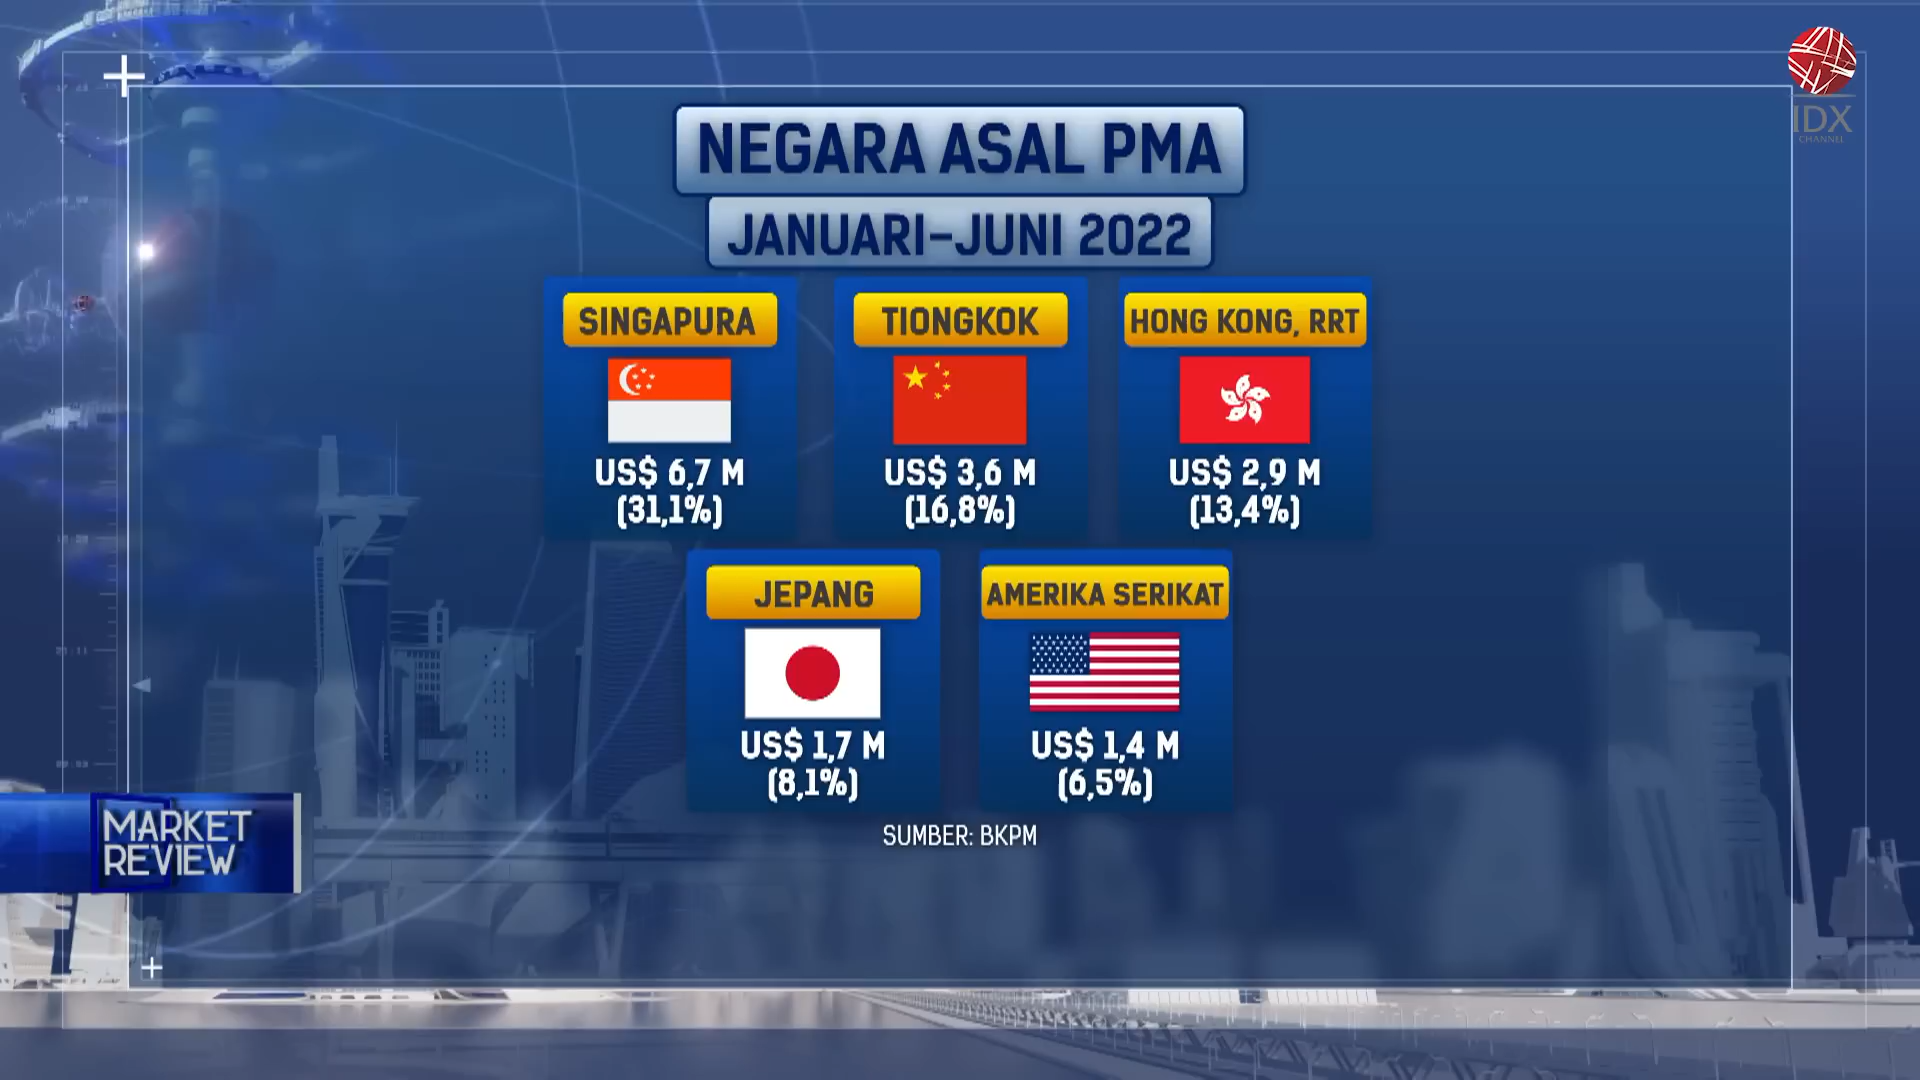 IDX
CHANNEL
NEGARA ASAL PMA
JANUARI-JUNI 2022
SINGAPURA
US$ 6,7 M
(31,1%)
TIONGKOK
US$ 3,6 M
(16,8%)
HONG KONG, RRT
US$ 2,9 M
(13,4%)
JEPANG
US$ 1,7 M
(8,1%)
AMERIKA SERIKAT
US$ 1,4 M
(6,5%)
SUMBER: BKPM
MARKET
REVIEW